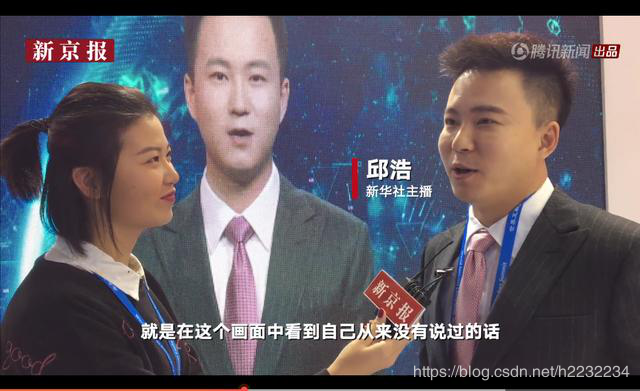 新京报
腾讯新闻 出品
邱浩
新华社主播
新京报
就是在这个画面中看到自己从来没有说过的话
https://blog.csdn.net/h2232234